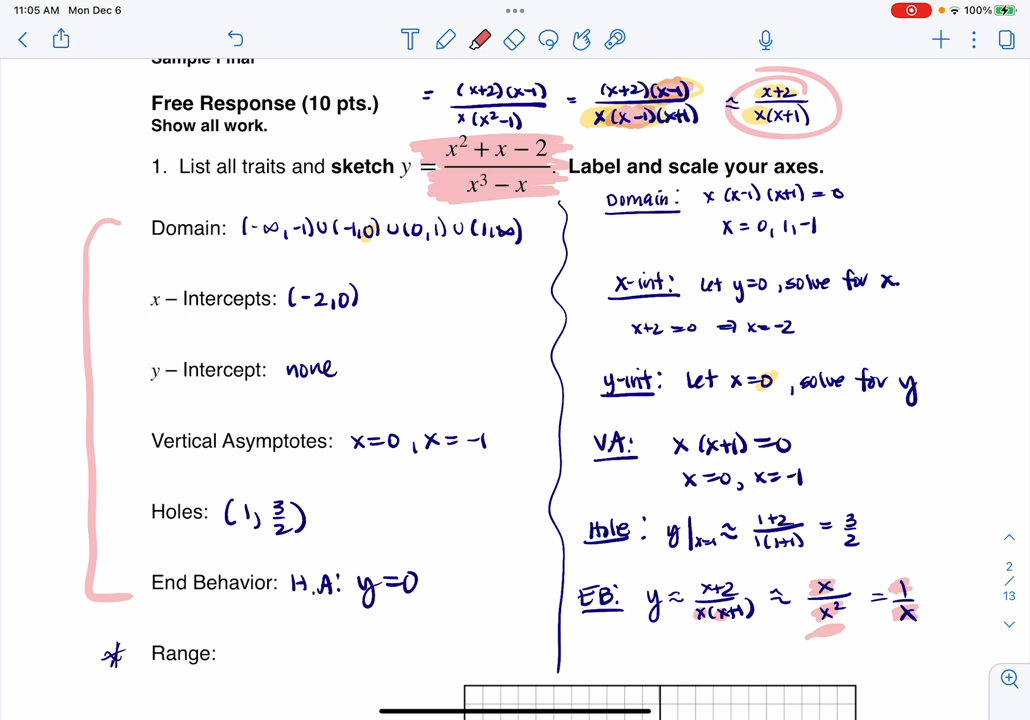 11:05 AM Mon Dec 6
100%
Sample Final
Free Response (10 pts.)
Show all work.
= (x+2)(x-1) / x(x²-1) = (x+2)(x-1) / x(x-1)(x+1) ≈ x+2 / x(x+1)
1. List all traits and sketch y = x² + x − 2 / x³ − x . Label and scale your axes.
Domain: (-∞,-1)∪(-1,0)∪(0,1)∪(1,∞)
x – Intercepts: (-2,0)
y – Intercept: none
Vertical Asymptotes: x=0, x=-1
Holes: (1, 3/2)
End Behavior: H.A: y=0
* Range:
Domain: x(x-1)(x+1)=0
x=0,1,-1
x-int: Let y=0, solve for x
x+2=0 ⇒ x=-2
y-int: Let x=0, solve for y
VA: x(x+1)=0
x=0, x=-1
Hole: y|x=1 ≈ 1+2 / 1(1+1) = 3/2
EB: y ≈ x+2 / x(x+1) ≈ x / x² = 1/x
2
/
13